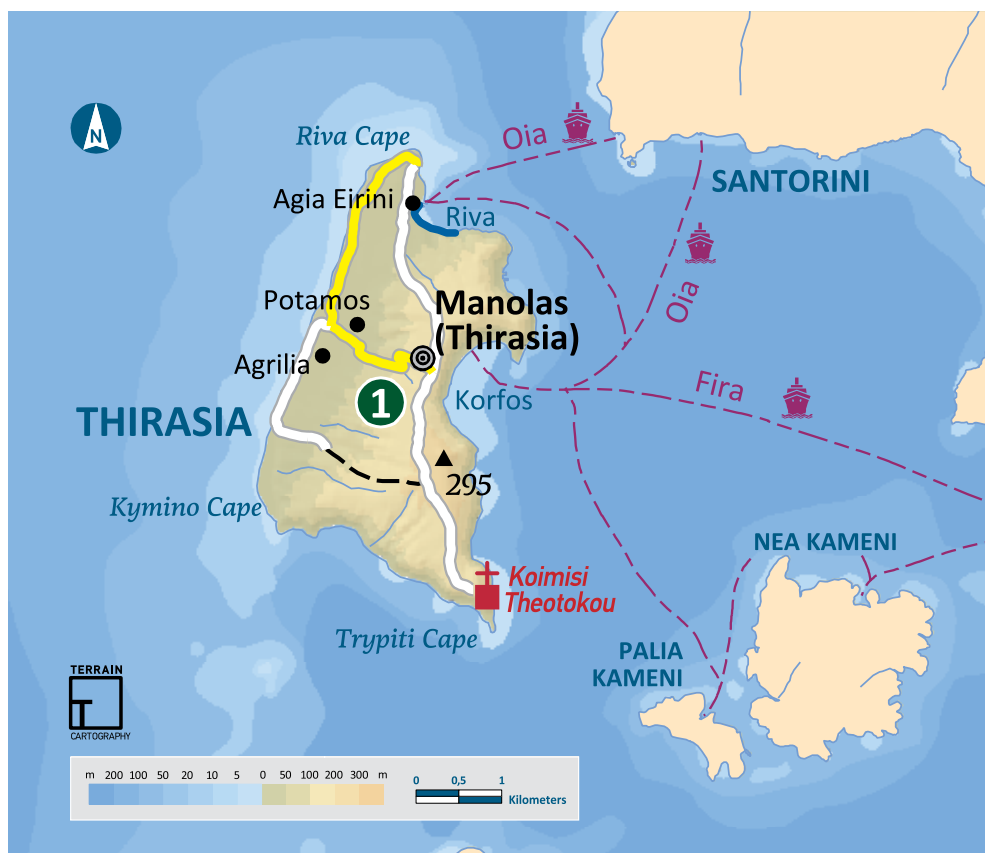 Riva Cape
Oia
SANTORINI
Agia Eirini
Riva
Oia
Potamos
Manolas
(Thirasia)
Agrilia
Fira
1
Korfos
THIRASIA
295
Kymino Cape
NEA KAMENI
Koimisi
Theotokou
Trypiti Cape
PALIA
KAMENI
N
TERRAIN
T
CARTOGRAPHY
m 200 100 50 20 10 5 0 50 100 200 300 m
0 0,5 1
Kilometers